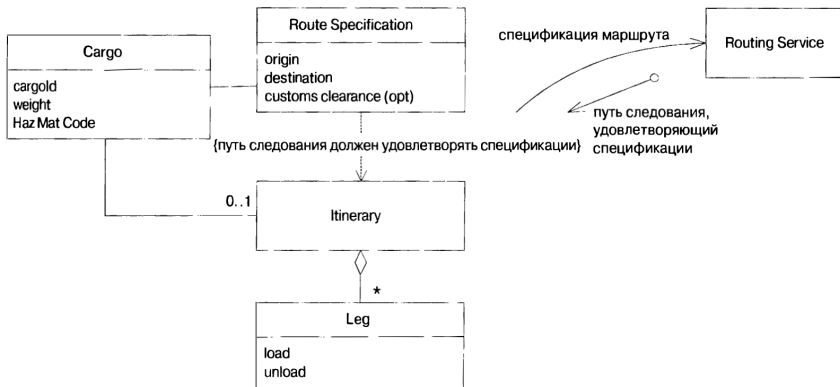 Cargo
cargoId
weight
Haz Mat Code
Route Specification
origin
destination
customs clearance (opt)
спецификация маршрута
Routing Service
путь следования,
удовлетворяющий
спецификации
{путь следования должен удовлетворять спецификации}
0..1
Itinerary
*
Leg
load
unload